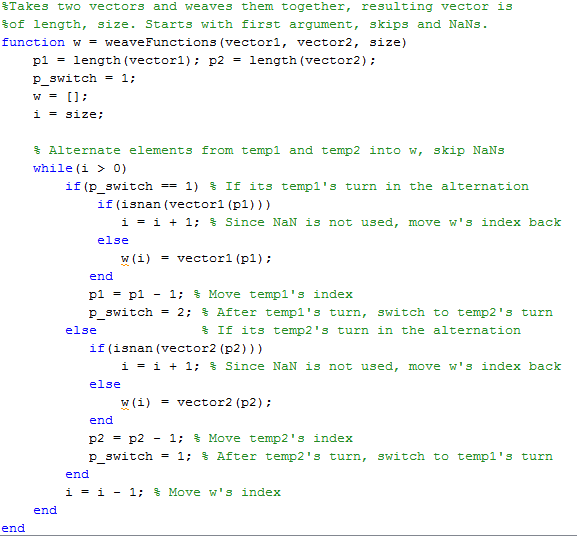 %Takes two vectors and weaves them together, resulting vector is
%of length, size. Starts with first argument, skips and NaNs.
function w = weaveFunctions(vector1, vector2, size)
    p1 = length(vector1); p2 = length(vector2);
    p_switch = 1;
    w = [];
    i = size;

    % Alternate elements from temp1 and temp2 into w, skip NaNs
    while(i > 0)
        if(p_switch == 1) % If its temp1's turn in the alternation
            if(isnan(vector1(p1)))
               i = i + 1; % Since NaN is not used, move w's index back
            else
               w(i) = vector1(p1);
           end
           p1 = p1 - 1; % Move temp1's index
           p_switch = 2; % After temp1's turn, switch to temp2's turn
        else             % If its temp2's turn in the alternation
           if(isnan(vector2(p2)))
               i = i + 1; % Since NaN is not used, move w's index back
           else
               w(i) = vector2(p2);
           end
           p2 = p2 - 1; % Move temp2's index
           p_switch = 1; % After temp2's turn, switch to temp1's turn
        end
        i = i - 1; % Move w's index
    end
end